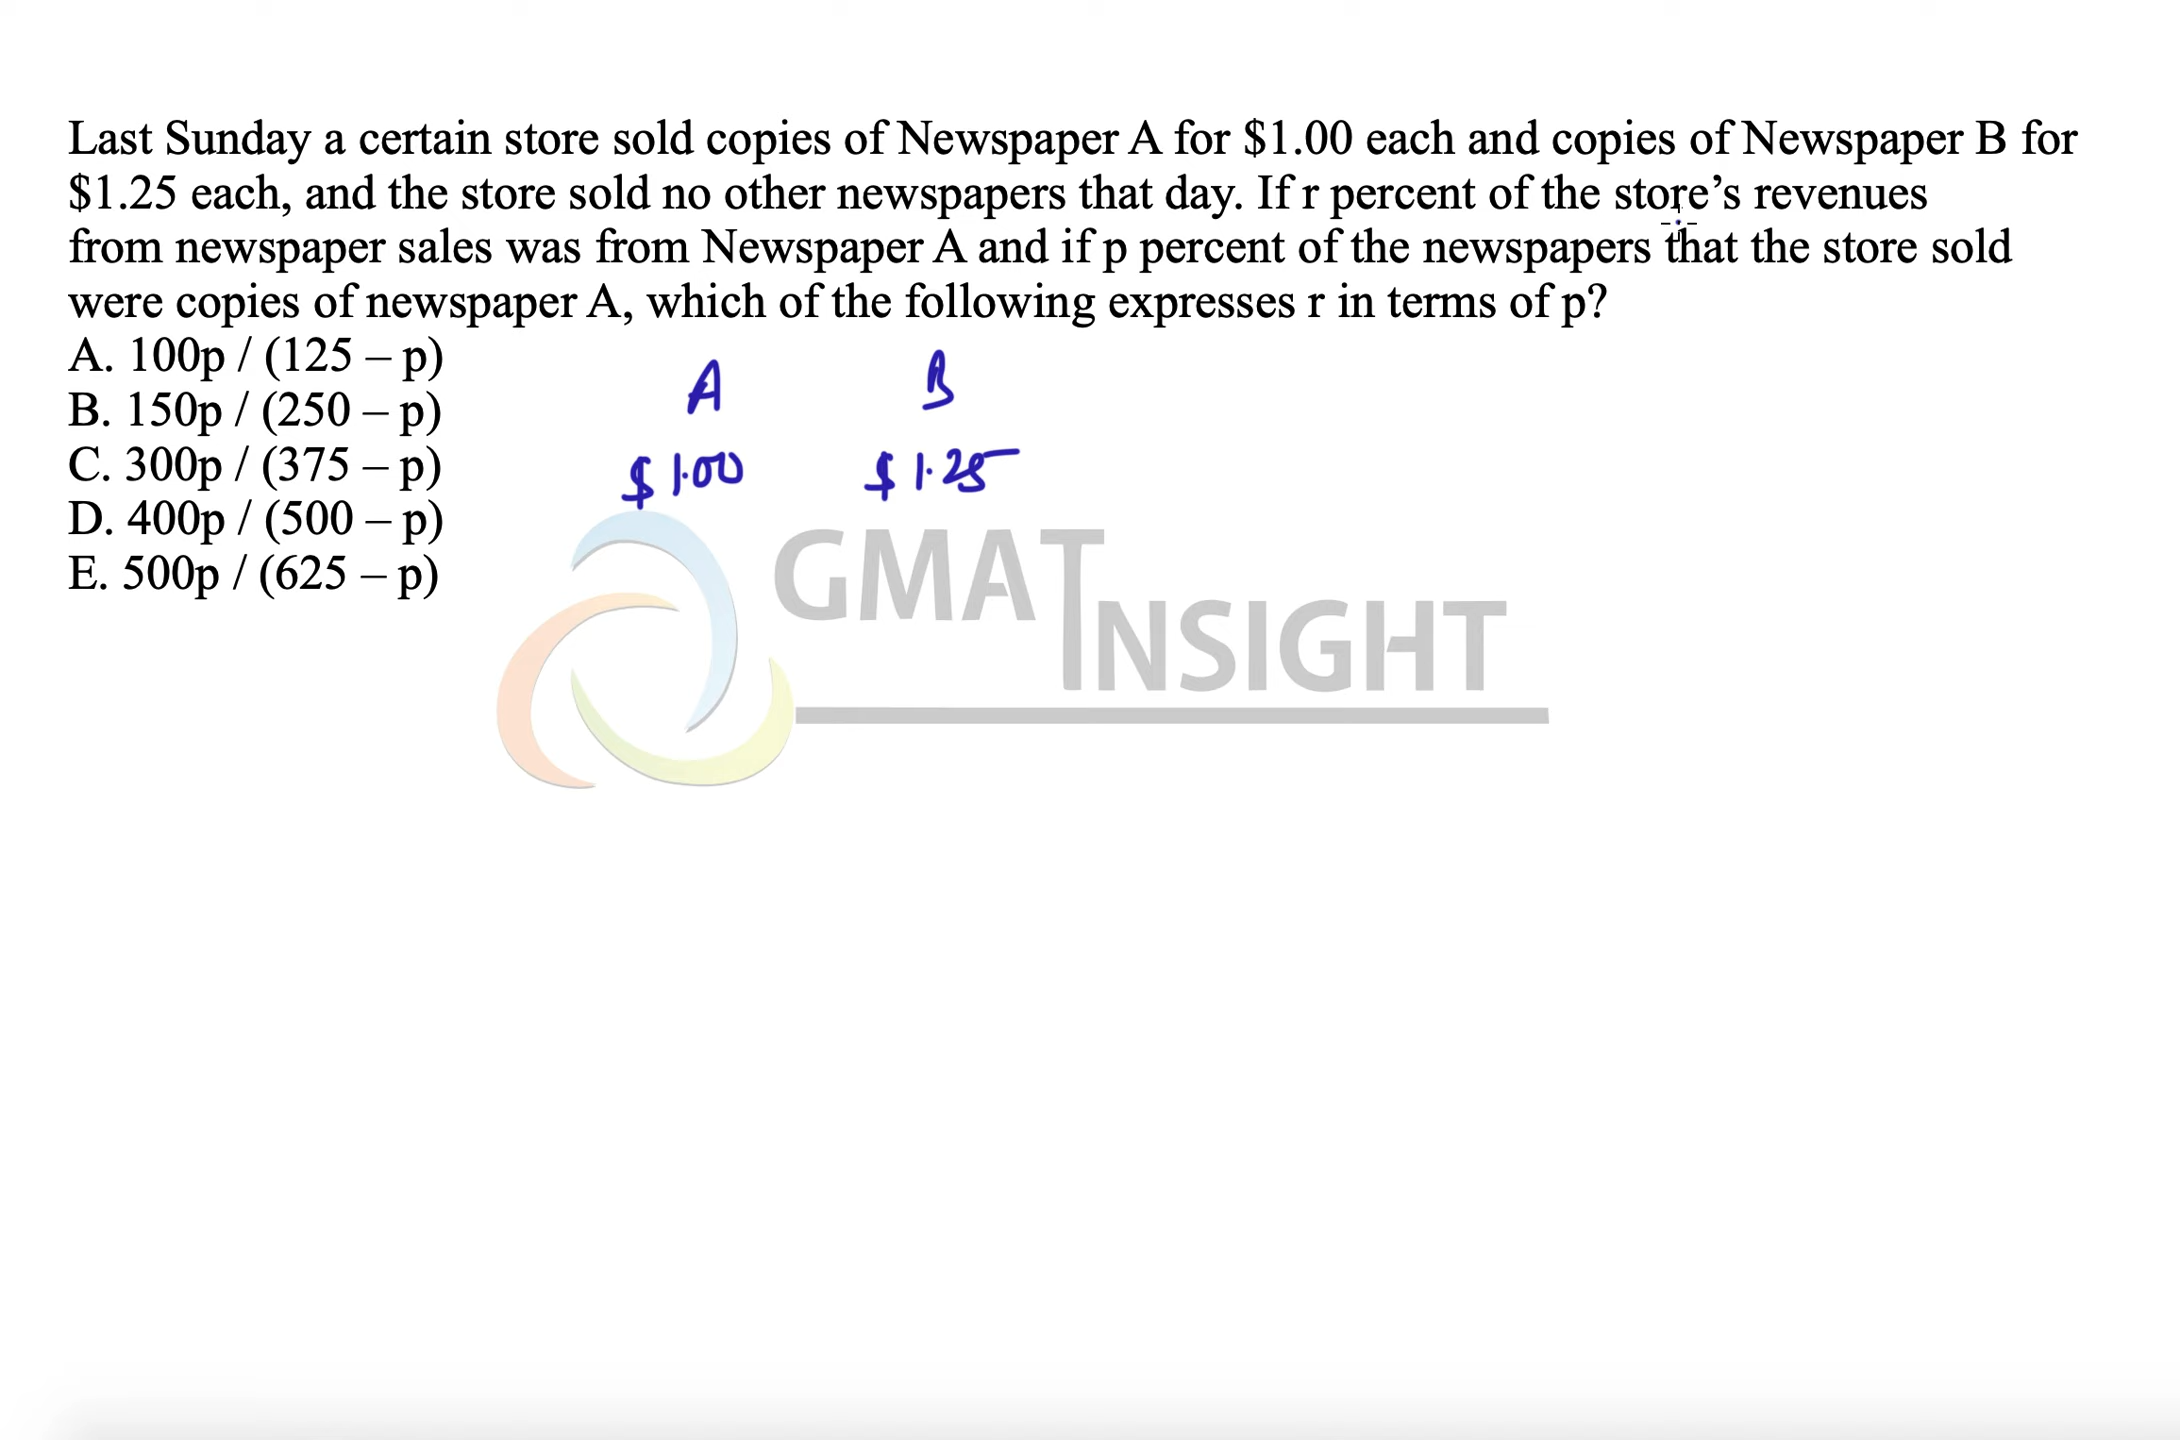 Last Sunday a certain store sold copies of Newspaper A for $1.00 each and copies of Newspaper B for
$1.25 each, and the store sold no other newspapers that day. If r percent of the store’s revenues
from newspaper sales was from Newspaper A and if p percent of the newspapers that the store sold
were copies of newspaper A, which of the following expresses r in terms of p?
A. 100p / (125 – p)
B. 150p / (250 – p)
C. 300p / (375 – p)
D. 400p / (500 – p)
E. 500p / (625 – p)
A B
$ 1.00 $ 1.25
GMAT INSIGHT